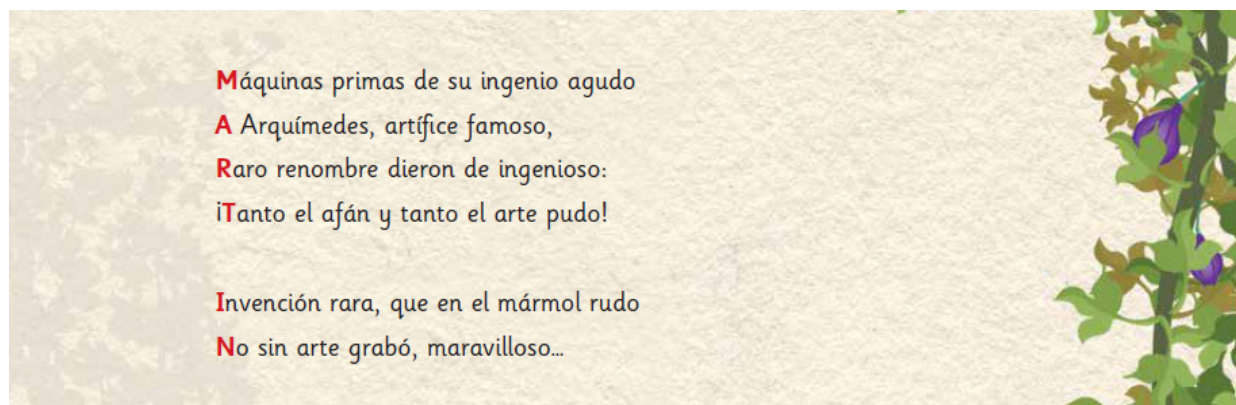 Máquinas primas de su ingenio agudo
A Arquímedes, artífice famoso,
Raro renombre dieron de ingenioso:
¡Tanto el afán y tanto el arte pudo!
Invención rara, que en el mármol rudo
No sin arte grabó, maravilloso...